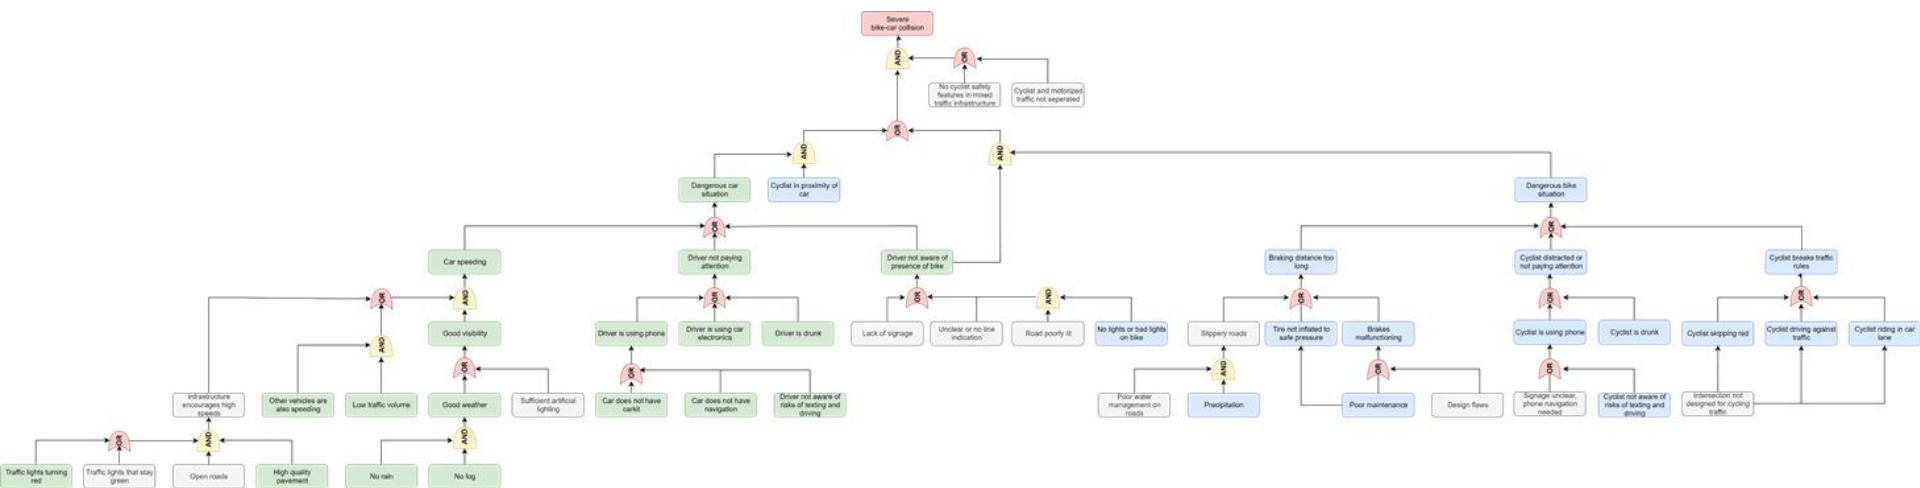 Severe
bike-car collision
AND
OR
No cyclist safety
features in mixed
traffic infrastructure
Cyclist and motorized
traffic not seperated
OR
AND
AND
Dangerous car
situation
Cyclist in proximity of
car
Dangerous bike
situation
OR
OR
Car speeding
Driver not paying
attention
Driver not aware of
presence of bike
Braking distance too
long
Cyclist distracted or
not paying attention
Cyclist breaks traffic
rules
OR
AND
OR
OR
AND
OR
OR
OR
Good visibility
Driver is using phone
Driver is using car
electronics
Driver is drunk
Lack of signage
Unclear or no line
indication
Road poorly lit
No lights or bad lights
on bike
Slippery roads
Tire not inflated to
safe pressure
Brakes
malfunctioning
Cyclist is using phone
Cyclist is drunk
Cyclist skipping red
Cyclist driving against
traffic
Cyclist riding in car
lane
AND
OR
OR
AND
OR
OR
Infrastructure
encourages high
speeds
Other vehicles are
also speeding
Low traffic volume
Good weather
Sufficient artificial
lighting
Car does not have
carkit
Car does not have
navigation
Driver not aware of
risks of texting and
driving
Poor water
management on
roads
Precipitation
Poor maintenance
Design flaws
Signage unclear,
phone navigation
needed
Cyclist not aware of
risks of texting and
driving
Intersection not
designed for cycling
traffic
OR
AND
AND
Traffic lights turning
red
Traffic lights that stay
green
Open roads
High quality
pavement
No rain
No fog